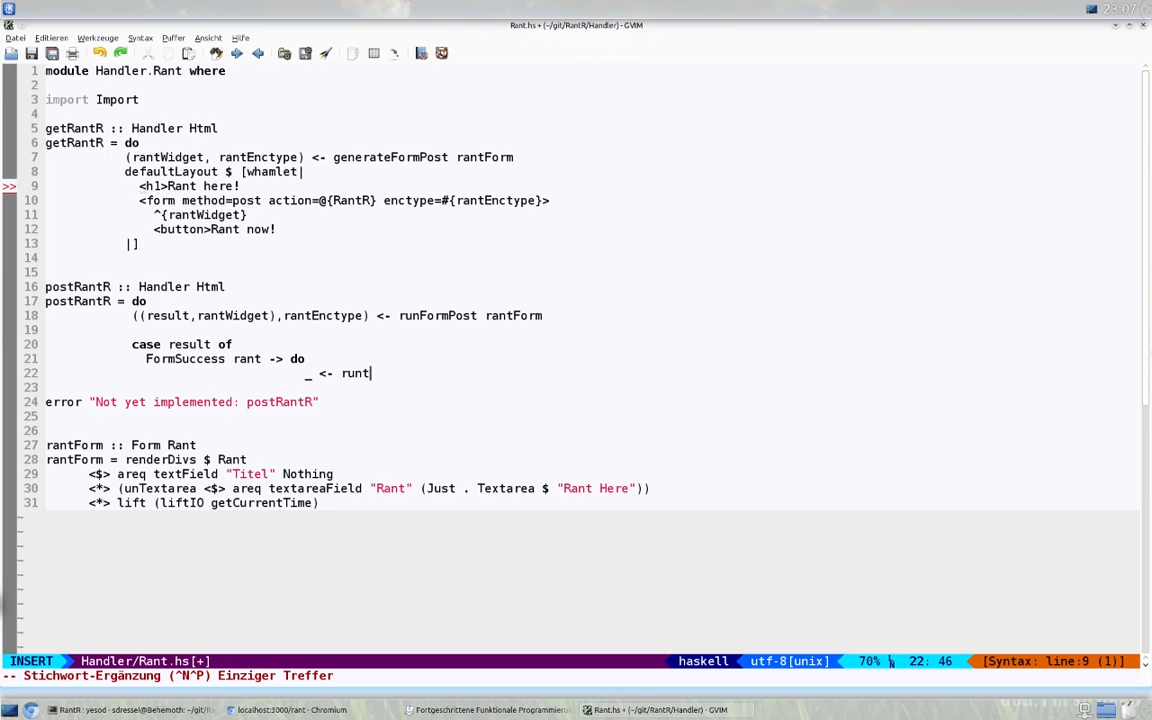 23:07
Rant.hs + (~/git/RantR/Handler) - GVIM
Datei Editieren Werkzeuge Syntax Puffer Ansicht Hilfe
1 module Handler.Rant where
2
3 import Import
4
5 getRantR :: Handler Html
6 getRantR = do
7 (rantWidget, rantEnctype) <- generateFormPost rantForm
8 defaultLayout $ [whamlet|
>> 9 <h1>Rant here!
10 <form method=post action=@{RantR} enctype=#{rantEnctype}>
11 ^{rantWidget}
12 <button>Rant now!
13 |]
14
15
16 postRantR :: Handler Html
17 postRantR = do
18 ((result,rantWidget),rantEnctype) <- runFormPost rantForm
19
20 case result of
21 FormSuccess rant -> do
22 _ <- runt
23
24 error "Not yet implemented: postRantR"
25
26
27 rantForm :: Form Rant
28 rantForm = renderDivs $ Rant
29 <$> areq textField "Titel" Nothing
30 <*> (unTextarea <$> areq textareaField "Rant" (Just . Textarea $ "Rant Here"))
31 <*> lift (liftIO getCurrentTime)
~
~
~
~
~
~
~
~
~
INSERT Handler/Rant.hs[+] haskell utf-8[unix] 70% 22: 46 [Syntax: line:9 (1)]
-- Stichwort-Ergänzung (^N^P) Einziger Treffer
RantR : yesod - sdressel@Behemoth: ~/git/Ra localhost:3000/rant - Chromium Fortgeschrittene Funktionale Programmieru Rant.hs + (~/git/RantR/Handler) - GVIM